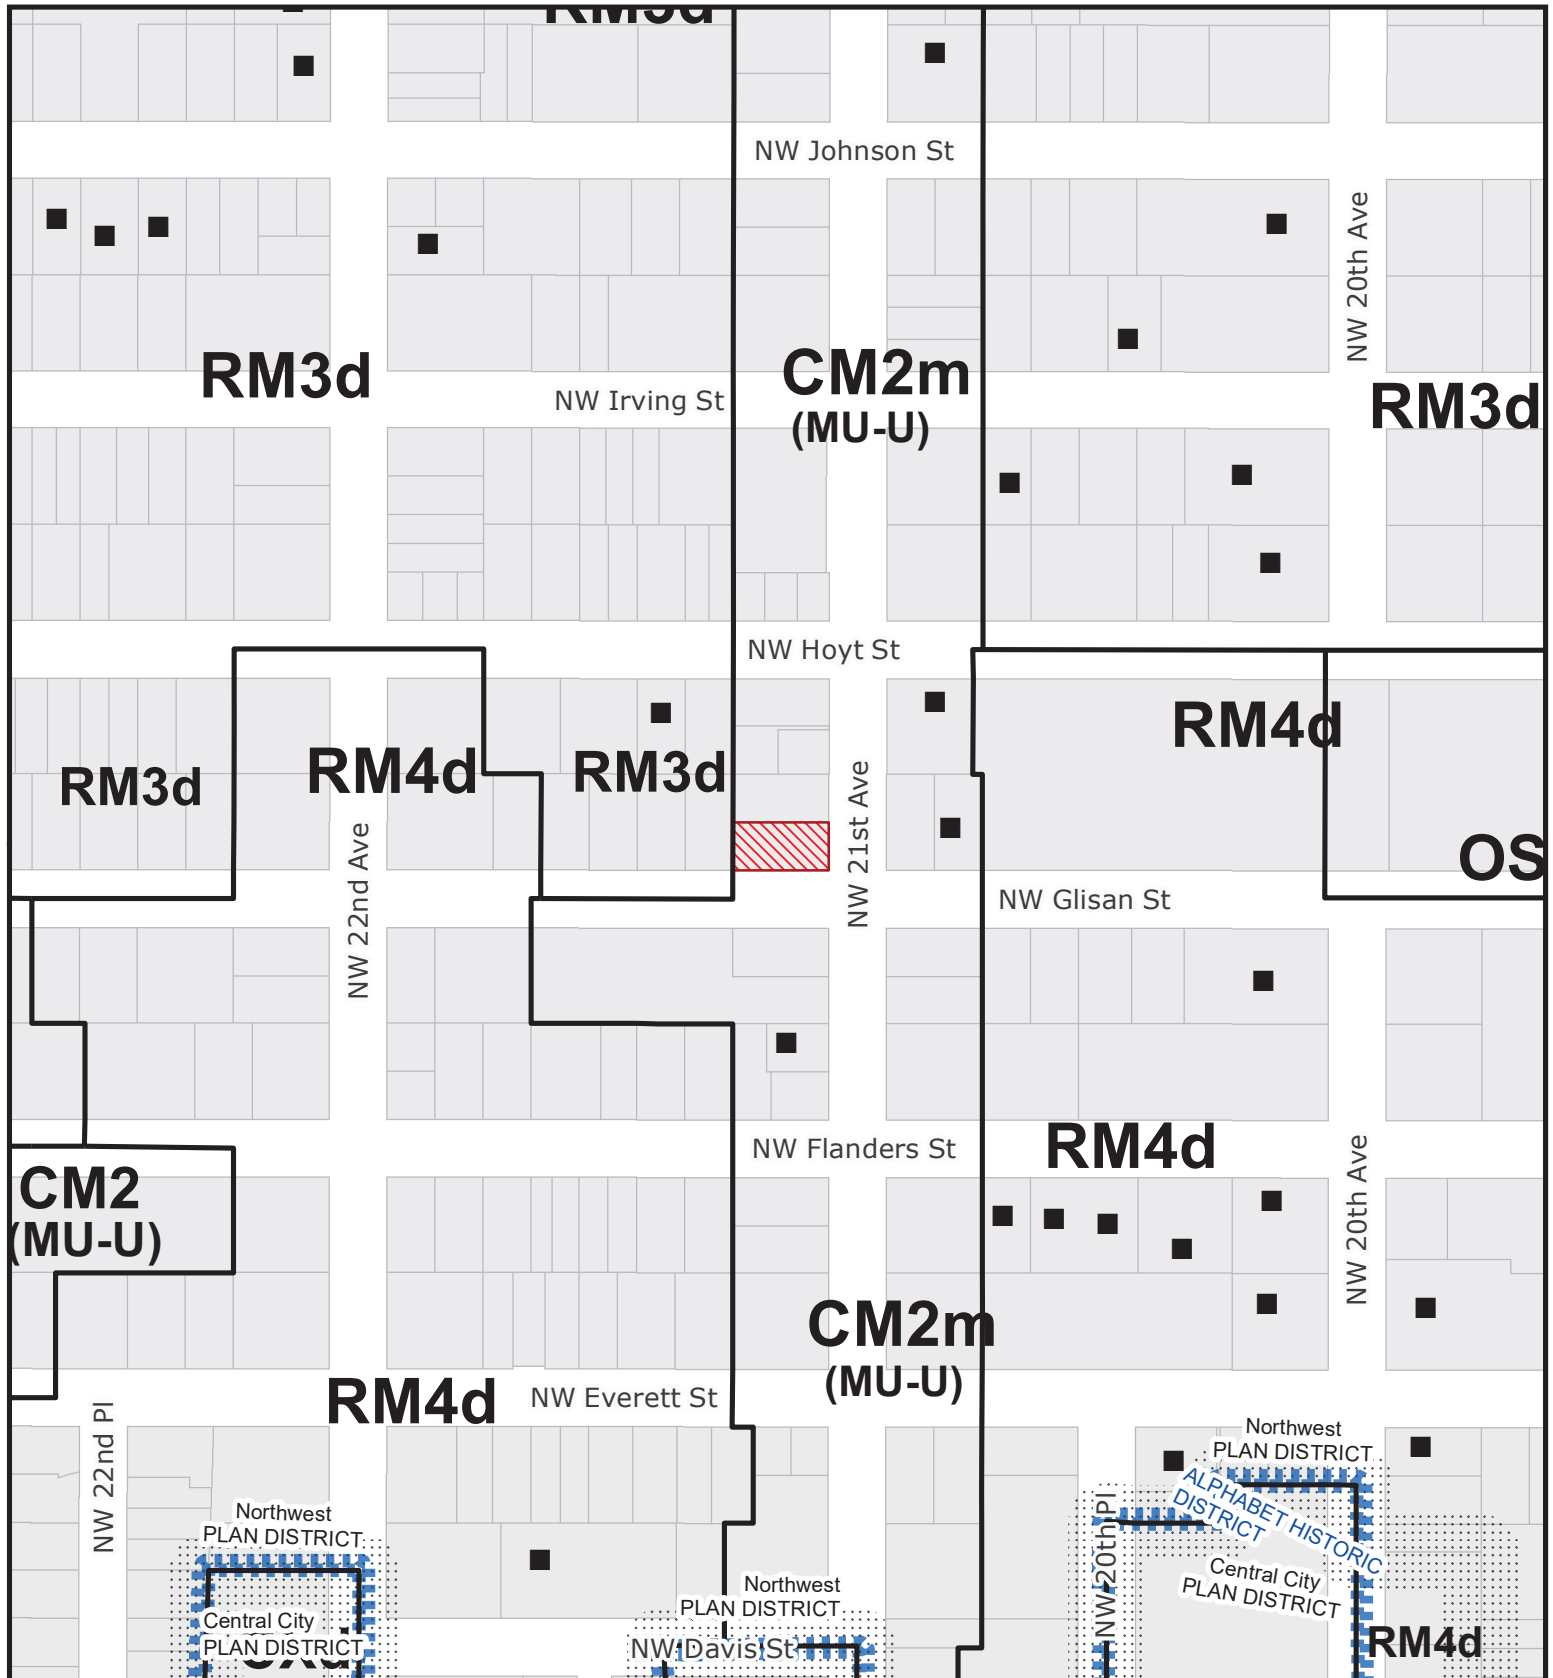 RM3d
NW Johnson St
NW 20th Ave
RM3d
CM2m
(MU-U)
NW Irving St
RM3d
NW Hoyt St
RM4d
RM3d
RM4d
RM3d
NW 21st Ave
NW 22nd Ave
OS
NW Glisan St
NW Flanders St
RM4d
NW 20th Ave
CM2
(MU-U)
CM2m
(MU-U)
RM4d
NW Everett St
NW 22nd Pl
Northwest
PLAN DISTRICT
ALPHABET HISTORIC
DISTRICT
NW 20th Pl
Northwest
PLAN DISTRICT
Central City
PLAN DISTRICT
Northwest
PLAN DISTRICT
Central City
PLAN DISTRICT
NW Davis St
RM4d